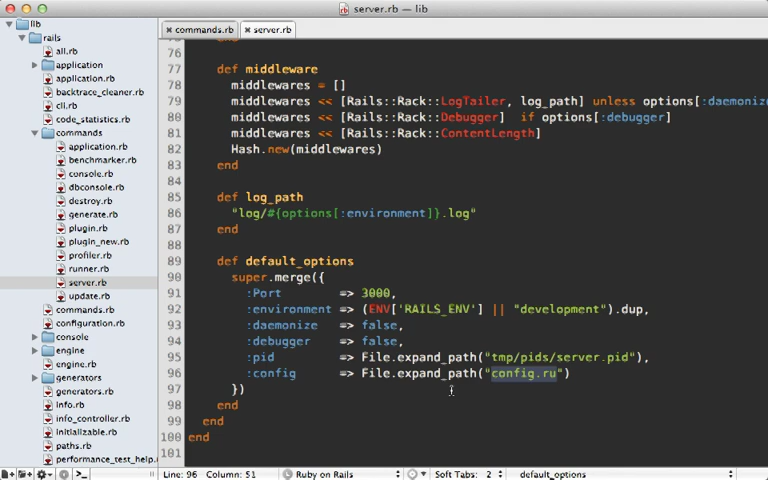 server.rb — lib
lib
rails
all.rb
application
application.rb
backtrace_cleaner.rb
cli.rb
code_statistics.rb
commands
application.rb
benchmarker.rb
console.rb
dbconsole.rb
destroy.rb
generate.rb
plugin.rb
plugin_new.rb
profiler.rb
runner.rb
server.rb
update.rb
commands.rb
configuration.rb
console
engine
engine.rb
generators
generators.rb
info.rb
info_controller.rb
initializable.rb
paths.rb
performance_test_help.
commands.rb
server.rb
76
77 def middleware
78 middlewares = []
79 middlewares << [Rails::Rack::LogTailer, log_path] unless options[:daemonize
80 middlewares << [Rails::Rack::Debugger] if options[:debugger]
81 middlewares << [Rails::Rack::ContentLength]
82 Hash.new(middlewares)
83 end
84
85 def log_path
86 "log/#{options[:environment]}.log"
87 end
88
89 def default_options
90 super.merge({
91 :Port => 3000,
92 :environment => (ENV['RAILS_ENV'] || "development").dup,
93 :daemonize => false,
94 :debugger => false,
95 :pid => File.expand_path("tmp/pids/server.pid"),
96 :config => File.expand_path("config.ru")
97 })
98 end
99 end
100 end
101
Line: 96 Column: 51 Ruby on Rails Soft Tabs: 2 default_options